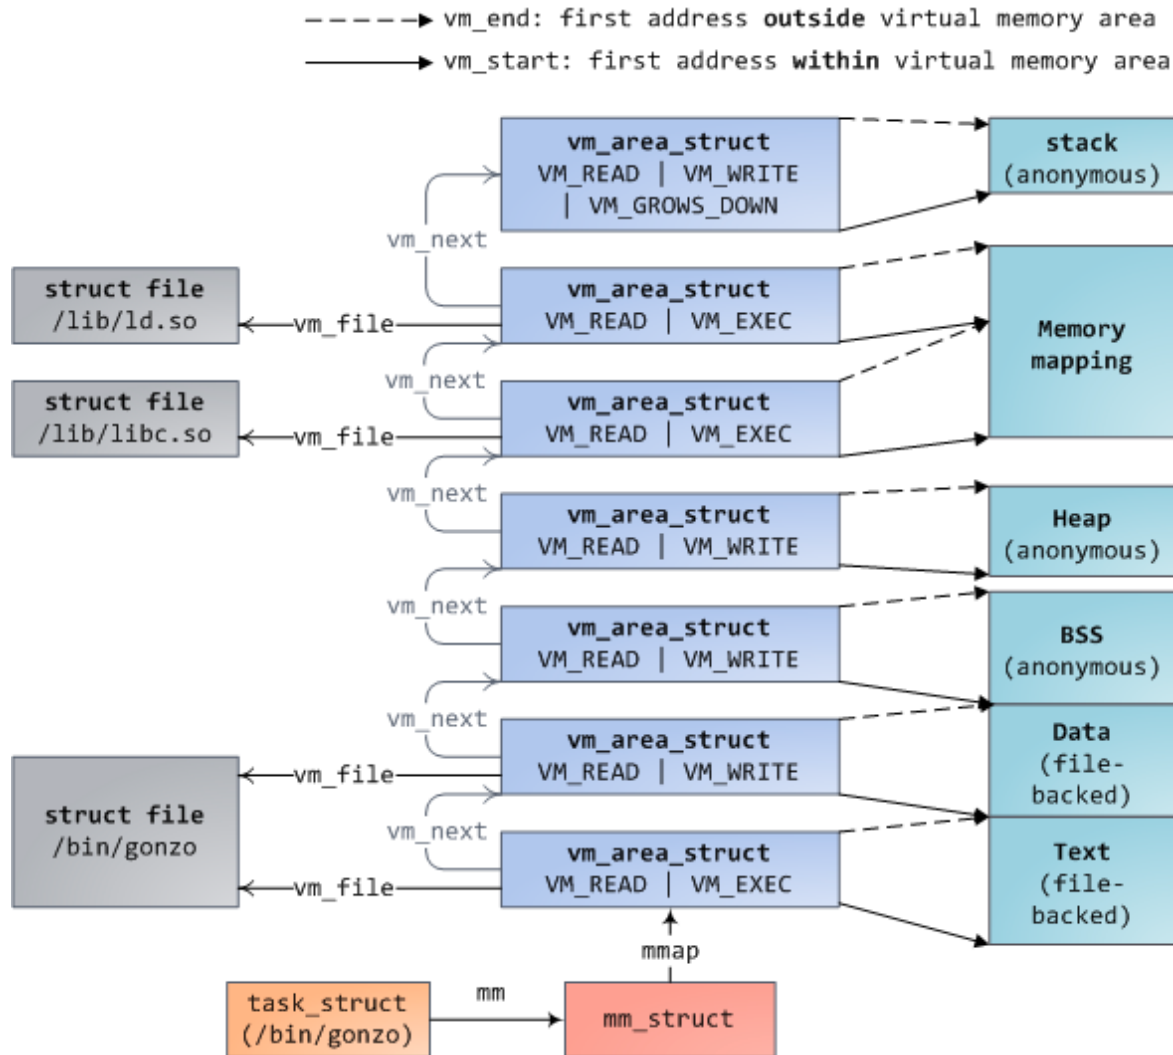 vm_end: first address outside virtual memory area
vm_start: first address within virtual memory area
vm_area_struct
VM_READ | VM_WRITE
| VM_GROWS_DOWN
stack
(anonymous)
vm_next
struct file
/lib/ld.so
vm_file
vm_area_struct
VM_READ | VM_EXEC
Memory
mapping
vm_next
struct file
/lib/libc.so
vm_file
vm_area_struct
VM_READ | VM_EXEC
vm_next
vm_area_struct
VM_READ | VM_WRITE
Heap
(anonymous)
vm_next
vm_area_struct
VM_READ | VM_WRITE
BSS
(anonymous)
vm_next
vm_file
vm_area_struct
VM_READ | VM_WRITE
Data
(file-
backed)
struct file
/bin/gonzo
vm_next
vm_file
vm_area_struct
VM_READ | VM_EXEC
Text
(file-
backed)
mmap
task_struct
(/bin/gonzo)
mm
mm_struct